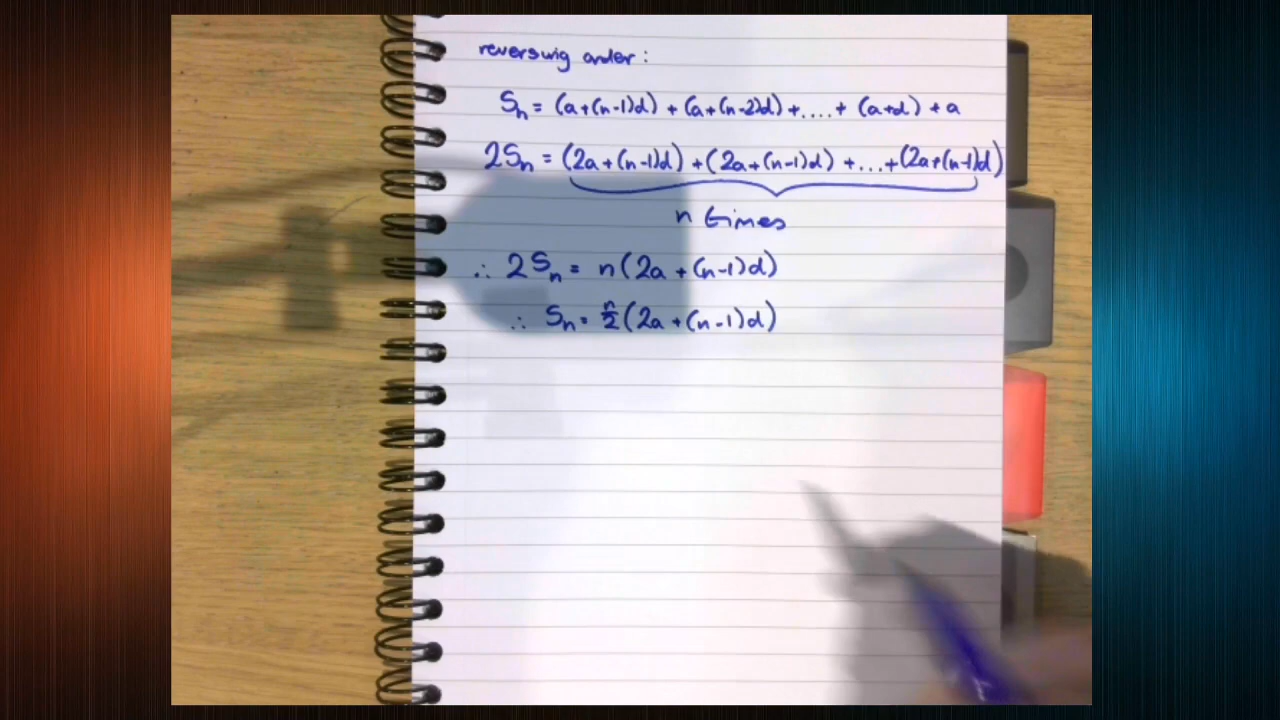 reversing order:
Sₙ = (a+(n-1)d) + (a+(n-2)d) +....+ (a+d) + a
2Sₙ = (2a+(n-1)d) + (2a+(n-1)d) +...+(2a+(n-1)d)
n times
∴ 2Sₙ = n(2a+(n-1)d)
∴ Sₙ = n/2(2a+(n-1)d)